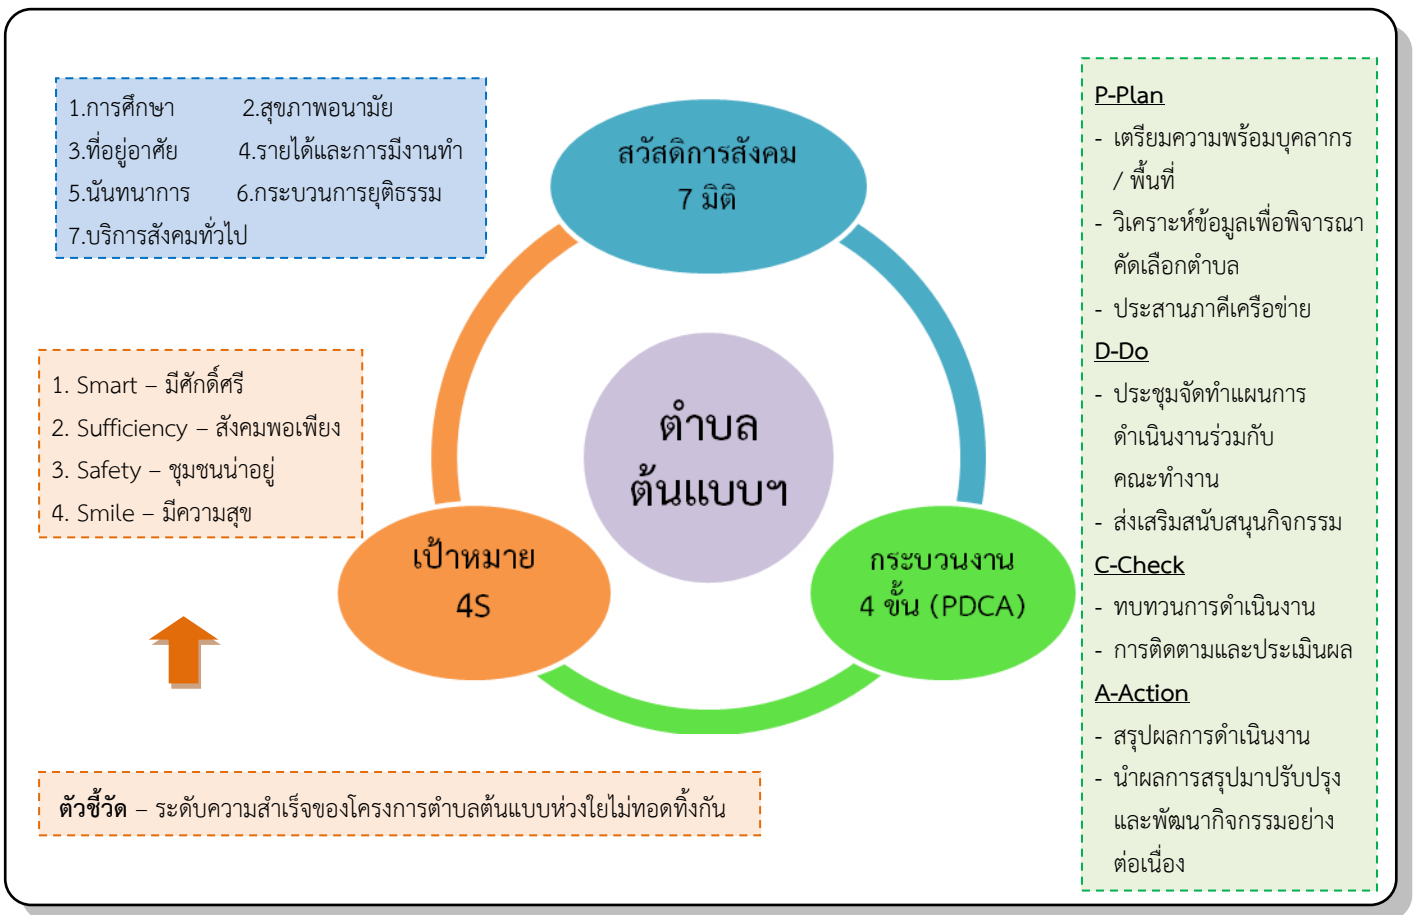 1.การศึกษา 2.สุขภาพอนามัย
3.ที่อยู่อาศัย 4.รายได้และการมีงานทำ
5.นันทนาการ 6.กระบวนการยุติธรรม
7.บริการสังคมทั่วไป
สวัสดิการสังคม
7 มิติ
1. Smart – มีศักดิ์ศรี
2. Sufficiency – สังคมพอเพียง
3. Safety – ชุมชนน่าอยู่
4. Smile – มีความสุข
ตำบล
ต้นแบบฯ
เป้าหมาย
4S
กระบวนงาน
4 ขั้น (PDCA)
P-Plan
- เตรียมความพร้อมบุคลากร
/ พื้นที่
- วิเคราะห์ข้อมูลเพื่อพิจารณา
คัดเลือกตำบล
- ประสานภาคีเครือข่าย
D-Do
- ประชุมจัดทำแผนการ
ดำเนินงานร่วมกับ
คณะทำงาน
- ส่งเสริมสนับสนุนกิจกรรม
C-Check
- ทบทวนการดำเนินงาน
- การติดตามและประเมินผล
A-Action
- สรุปผลการดำเนินงาน
- นำผลการสรุปมาปรับปรุง
และพัฒนากิจกรรมอย่าง
ต่อเนื่อง
ตัวชี้วัด – ระดับความสำเร็จของโครงการตำบลต้นแบบห่วงใยไม่ทอดทิ้งกัน